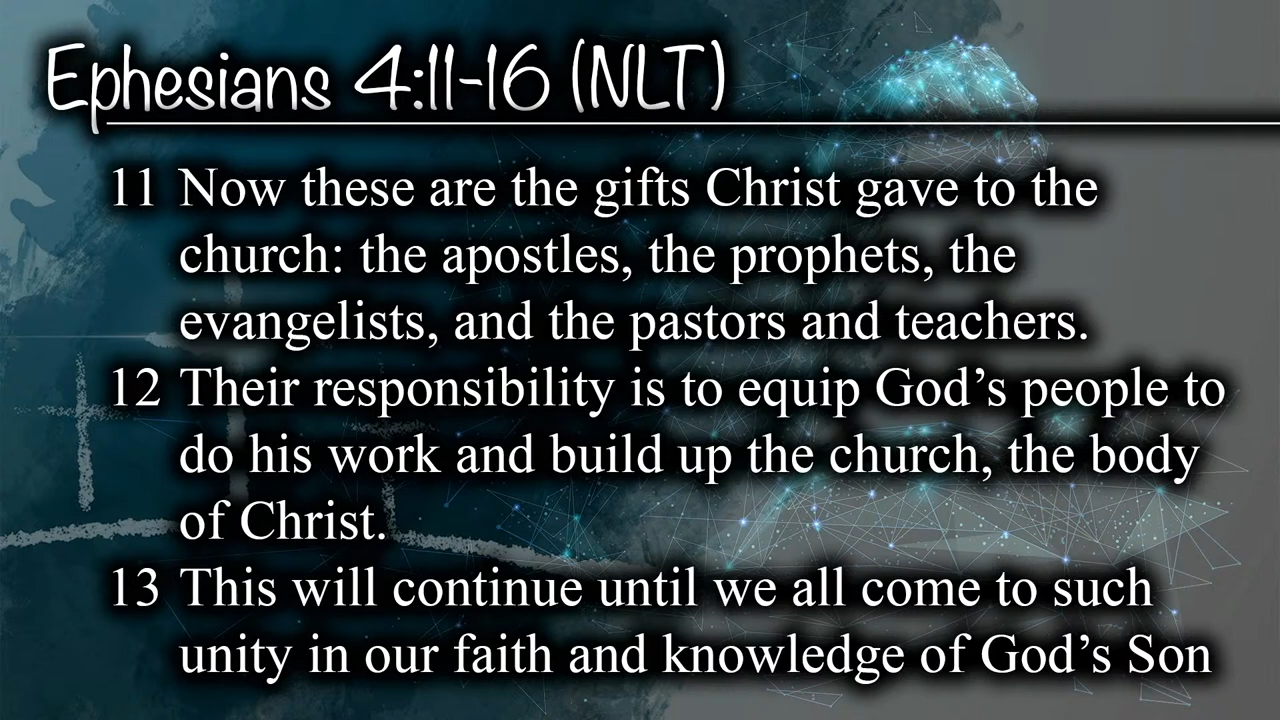 Ephesians 4:11-16 (NLT)
11 Now these are the gifts Christ gave to the
church: the apostles, the prophets, the
evangelists, and the pastors and teachers.
12 Their responsibility is to equip God’s people to
do his work and build up the church, the body
of Christ.
13 This will continue until we all come to such
unity in our faith and knowledge of God’s Son